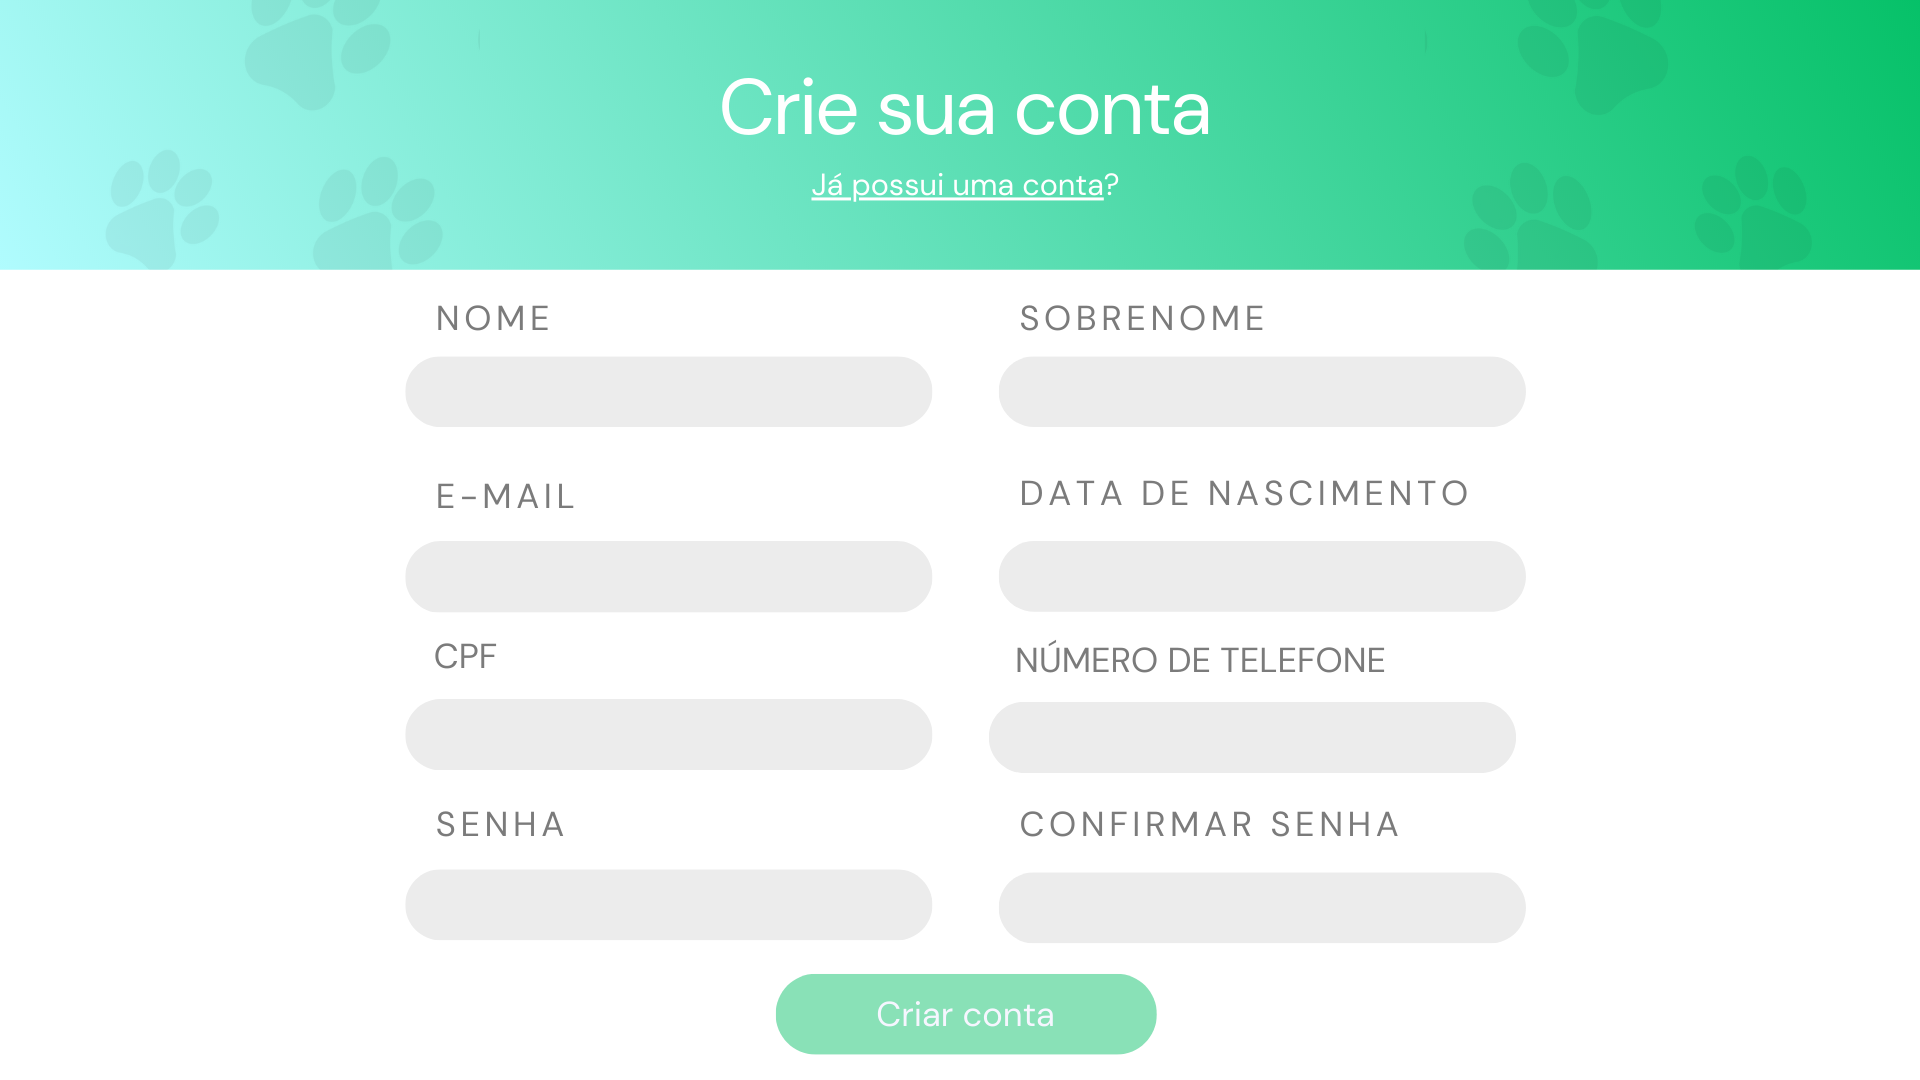 Crie sua conta
Já possui uma conta?
NOME
SOBRENOME
E-MAIL
DATA DE NASCIMENTO
CPF
NÚMERO DE TELEFONE
SENHA
CONFIRMAR SENHA
Criar conta